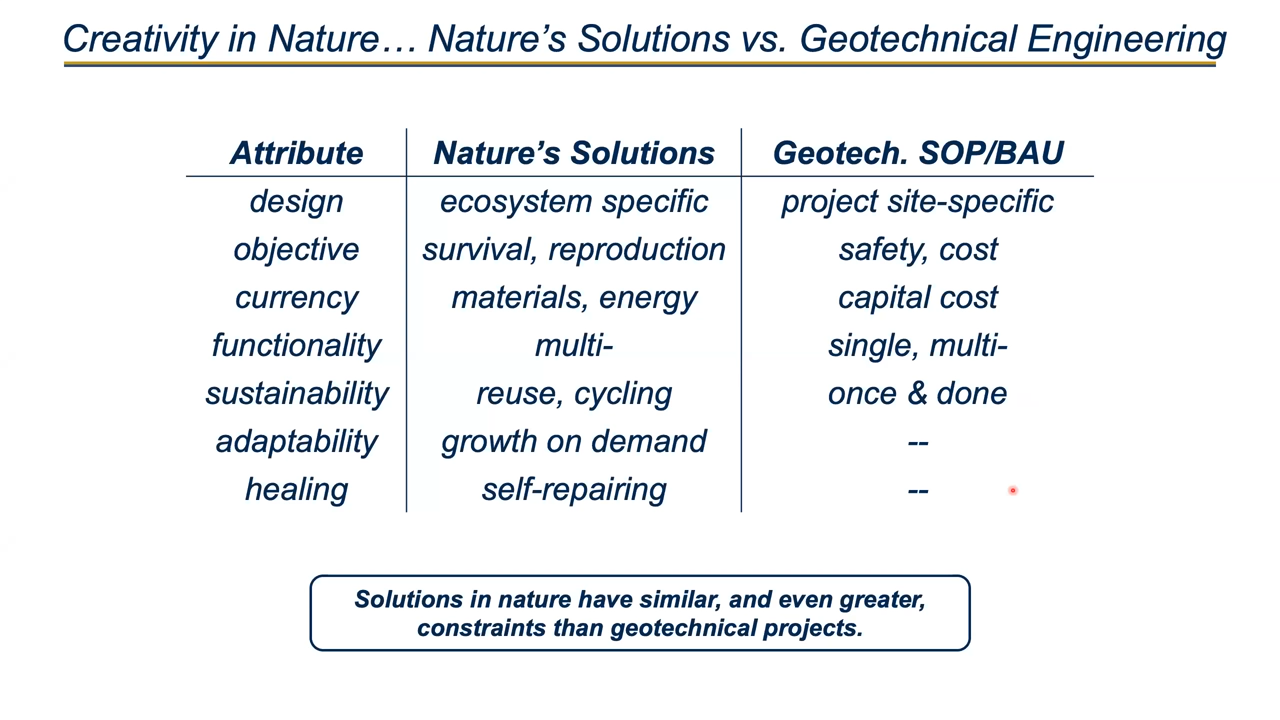 Creativity in Nature… Nature’s Solutions vs. Geotechnical Engineering
Attribute Nature’s Solutions Geotech. SOP/BAU
design ecosystem specific project site-specific
objective survival, reproduction safety, cost
currency materials, energy capital cost
functionality multi- single, multi-
sustainability reuse, cycling once & done
adaptability growth on demand --
healing self-repairing --
Solutions in nature have similar, and even greater,
constraints than geotechnical projects.